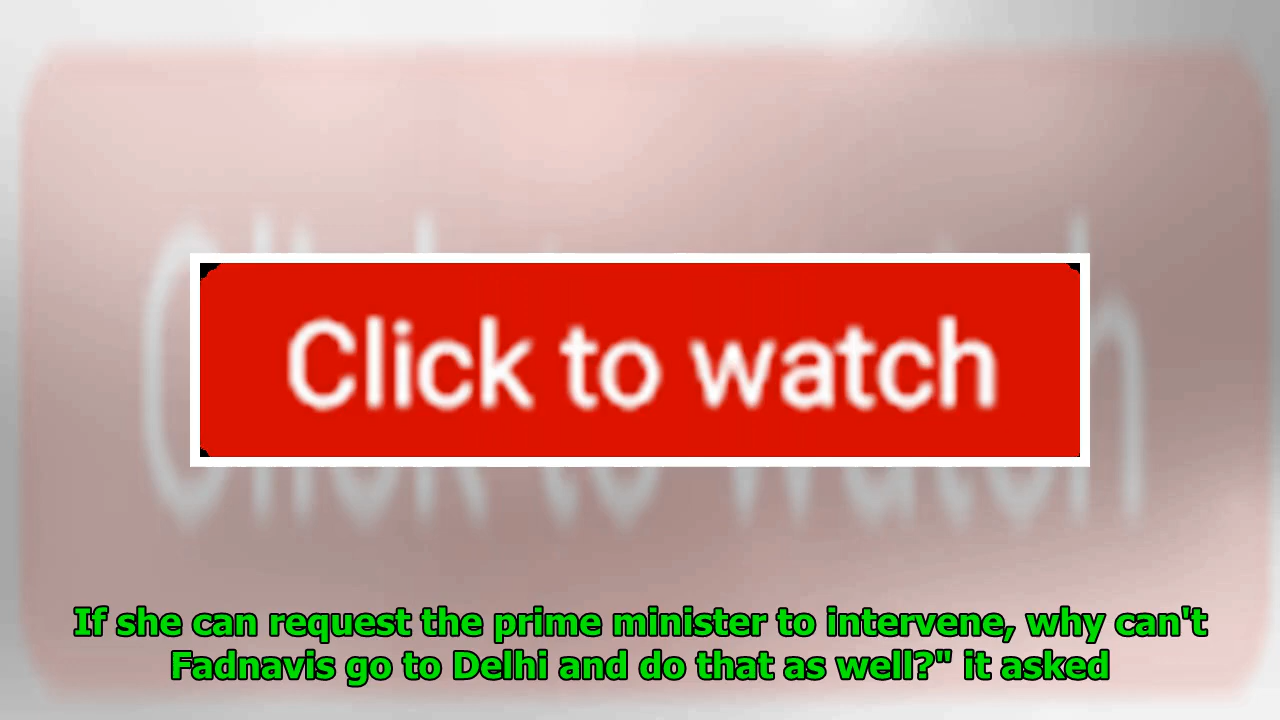 Click to watch
If she can request the prime minister to intervene, why can't
Fadnavis go to Delhi and do that as well?" it asked